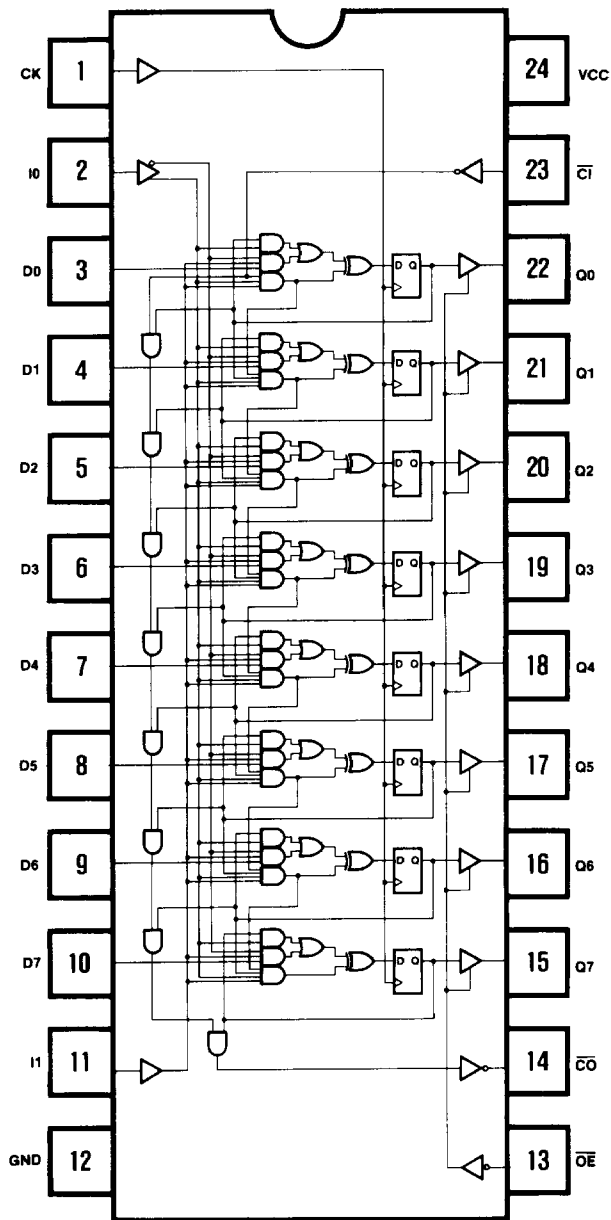 CK 1 24 VCC
I0 2 23 CI
D0 3 22 Q0
D Q
D1 4 21 Q1
D Q
D2 5 20 Q2
D Q
D3 6 19 Q3
D Q
D4 7 18 Q4
D Q
D5 8 17 Q5
D Q
D6 9 16 Q6
D Q
D7 10 15 Q7
D Q
I1 11 14 CO
GND 12 13 OE